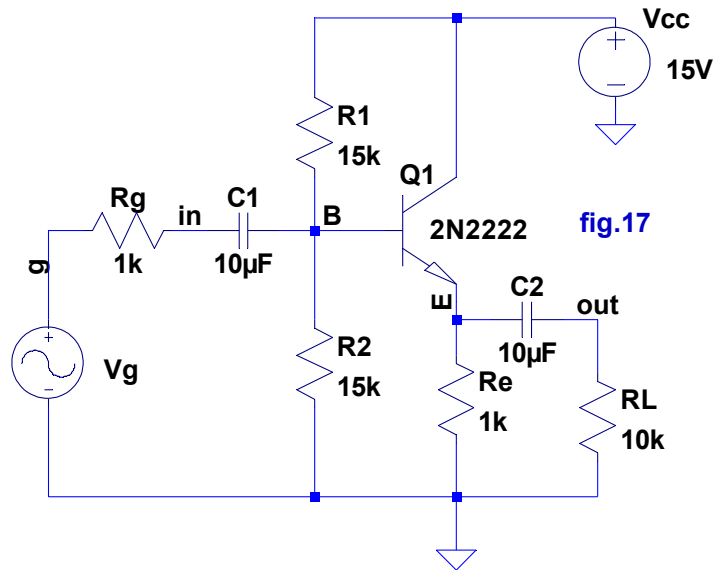 Vcc
15V
R1
15k
Q1
2N2222
fig.17
Rg
1k
in
C1
10µF
B
g
Vg
R2
15k
E
C2
10µF
out
Re
1k
RL
10k